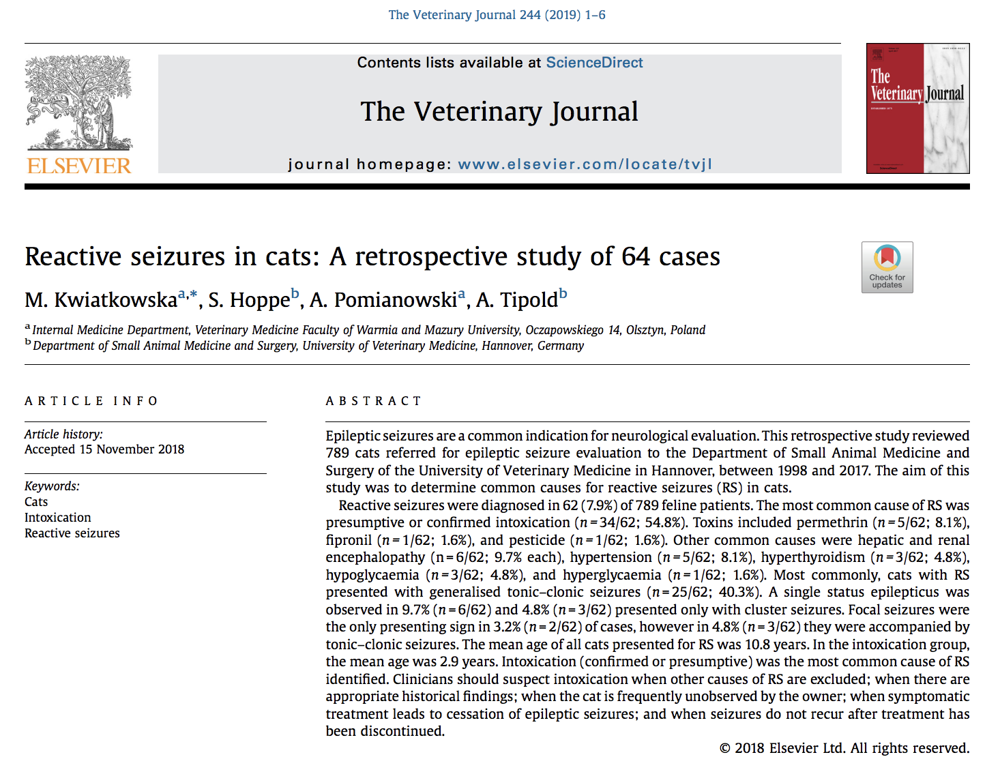 The Veterinary Journal 244 (2019) 1–6
Contents lists available at ScienceDirect
The Veterinary Journal
journal homepage: www.elsevier.com/locate/tvjl
NON SOLUS
ELSEVIER
The
Veterinary Journal
Reactive seizures in cats: A retrospective study of 64 cases
Check for
updates
M. Kwiatkowskaa,*, S. Hoppeb, A. Pomianowskia, A. Tipoldb
a Internal Medicine Department, Veterinary Medicine Faculty of Warmia and Mazury University, Oczapowskiego 14, Olsztyn, Poland
b Department of Small Animal Medicine and Surgery, University of Veterinary Medicine, Hannover, Germany
ARTICLE INFO
Article history:
Accepted 15 November 2018
Keywords:
Cats
Intoxication
Reactive seizures
ABSTRACT
Epileptic seizures are a common indication for neurological evaluation. This retrospective study reviewed
789 cats referred for epileptic seizure evaluation to the Department of Small Animal Medicine and
Surgery of the University of Veterinary Medicine in Hannover, between 1998 and 2017. The aim of this
study was to determine common causes for reactive seizures (RS) in cats.
Reactive seizures were diagnosed in 62 (7.9%) of 789 feline patients. The most common cause of RS was
presumptive or confirmed intoxication (n = 34/62; 54.8%). Toxins included permethrin (n = 5/62; 8.1%),
fipronil (n = 1/62; 1.6%), and pesticide (n = 1/62; 1.6%). Other common causes were hepatic and renal
encephalopathy (n = 6/62; 9.7% each), hypertension (n = 5/62; 8.1%), hyperthyroidism (n = 3/62; 4.8%),
hypoglycaemia (n = 3/62; 4.8%), and hyperglycaemia (n = 1/62; 1.6%). Most commonly, cats with RS
presented with generalised tonic–clonic seizures (n = 25/62; 40.3%). A single status epilepticus was
observed in 9.7% (n = 6/62) and 4.8% (n = 3/62) presented only with cluster seizures. Focal seizures were
the only presenting sign in 3.2% (n = 2/62) of cases, however in 4.8% (n = 3/62) they were accompanied by
tonic–clonic seizures. The mean age of all cats presented for RS was 10.8 years. In the intoxication group,
the mean age was 2.9 years. Intoxication (confirmed or presumptive) was the most common cause of RS
identified. Clinicians should suspect intoxication when other causes of RS are excluded; when there are
appropriate historical findings; when the cat is frequently unobserved by the owner; when symptomatic
treatment leads to cessation of epileptic seizures; and when seizures do not recur after treatment has
been discontinued.
© 2018 Elsevier Ltd. All rights reserved.